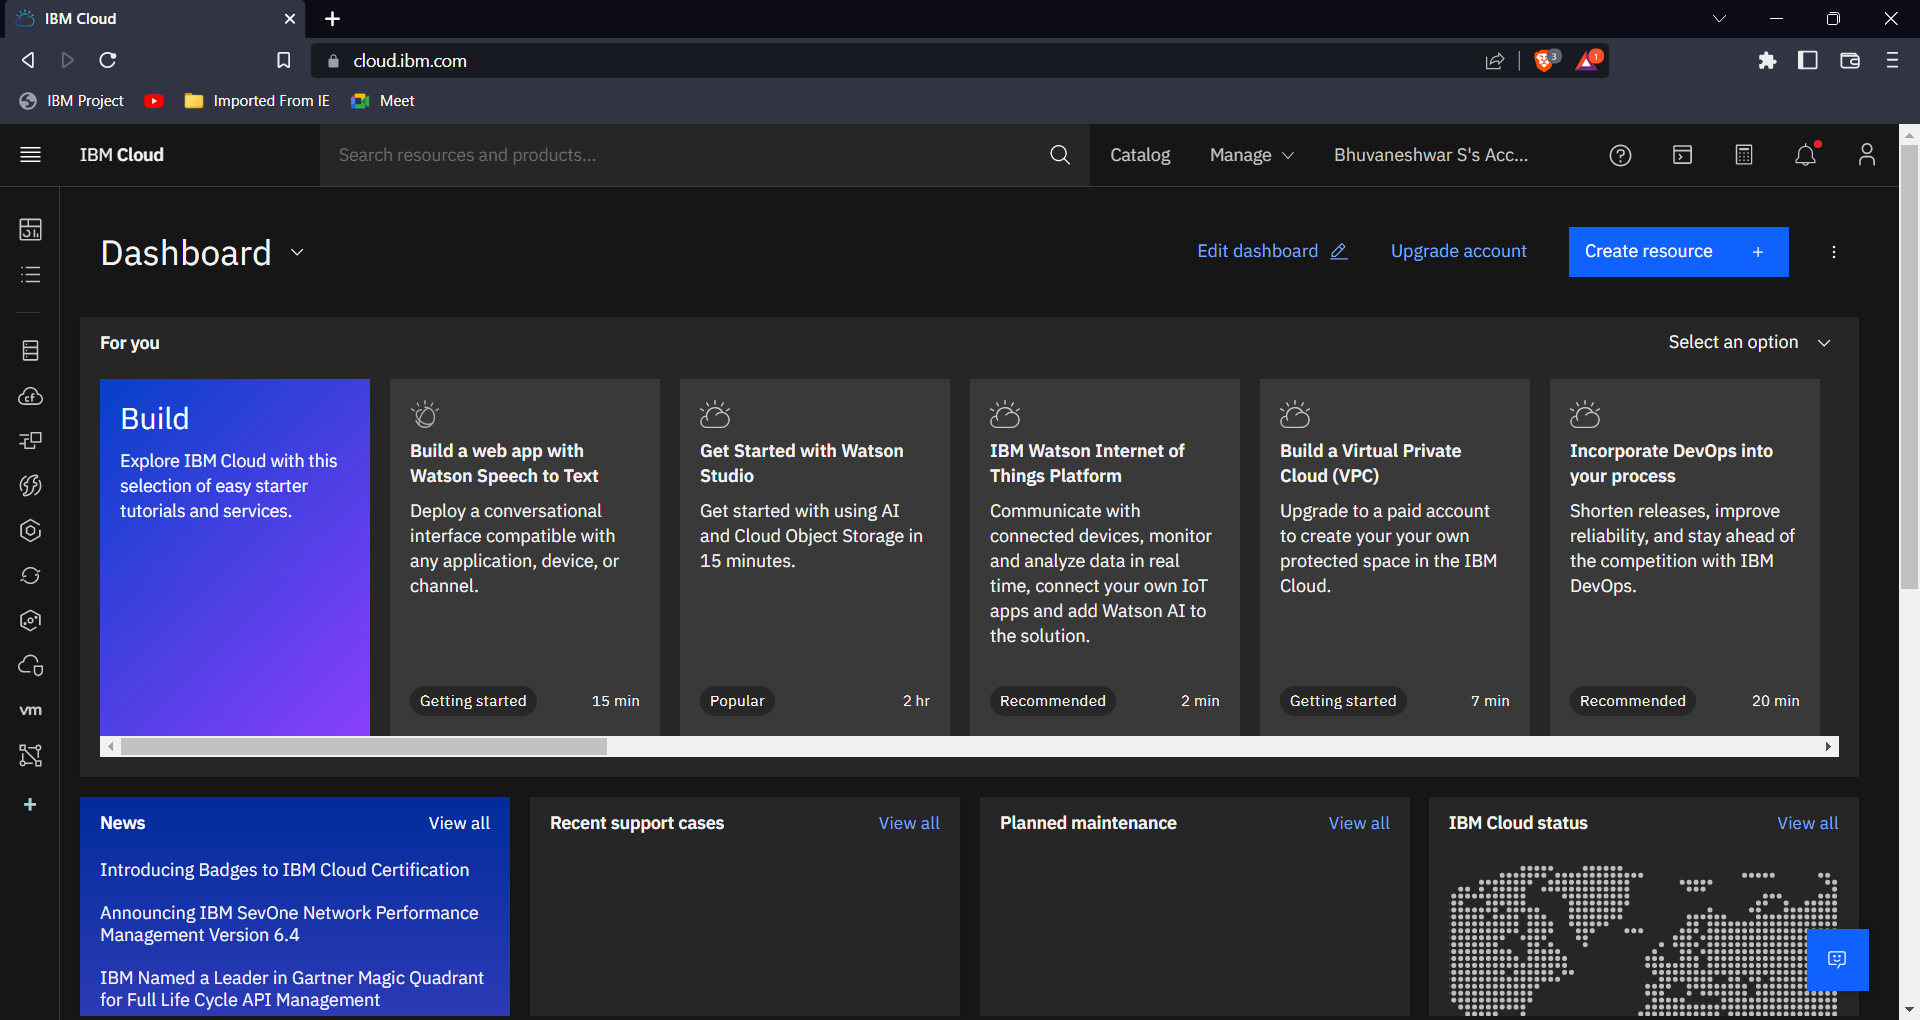 IBM Cloud
cloud.ibm.com
3
1
IBM Project
Imported From IE
Meet
IBM Cloud
Search resources and products...
Catalog
Manage
Bhuvaneshwar S's Acc...
Dashboard
Edit dashboard
Upgrade account
Create resource +
For you
Select an option
Build
Explore IBM Cloud with this
selection of easy starter
tutorials and services.
Build a web app with
Watson Speech to Text
Deploy a conversational
interface compatible with
any application, device, or
channel.
Getting started 15 min
Get Started with Watson
Studio
Get started with using AI
and Cloud Object Storage in
15 minutes.
Popular 2 hr
IBM Watson Internet of
Things Platform
Communicate with
connected devices, monitor
and analyze data in real
time, connect your own IoT
apps and add Watson AI to
the solution.
Recommended 2 min
Build a Virtual Private
Cloud (VPC)
Upgrade to a paid account
to create your your own
protected space in the IBM
Cloud.
Getting started 7 min
Incorporate DevOps into
your process
Shorten releases, improve
reliability, and stay ahead of
the competition with IBM
DevOps.
Recommended 20 min
cf
vm
News View all
Introducing Badges to IBM Cloud Certification
Announcing IBM SevOne Network Performance
Management Version 6.4
IBM Named a Leader in Gartner Magic Quadrant
for Full Life Cycle API Management
Recent support cases View all
Planned maintenance View all
IBM Cloud status View all